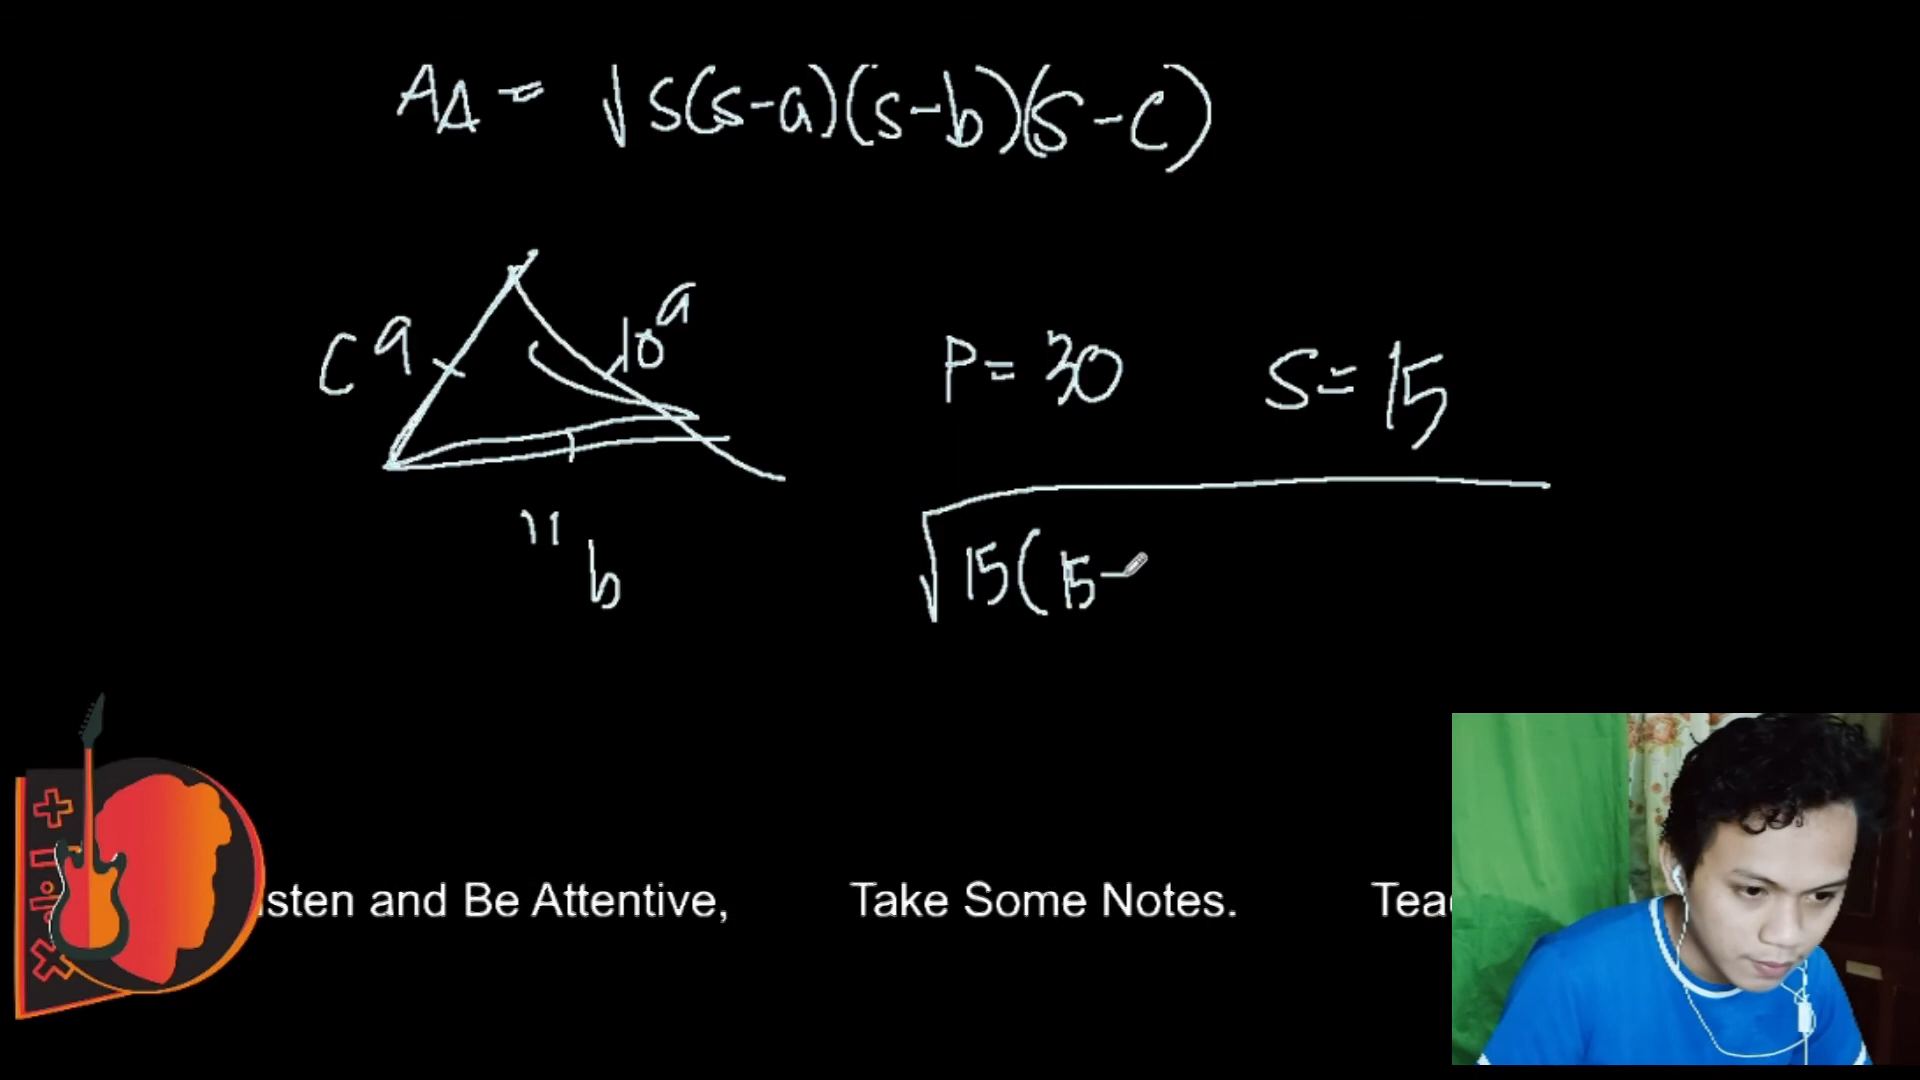 A△ = √s(s-a)(s-b)(s-c)
c 9 10 a
P = 30 S = 15
11 b
√15(15-
isten and Be Attentive, Take Some Notes. Tea